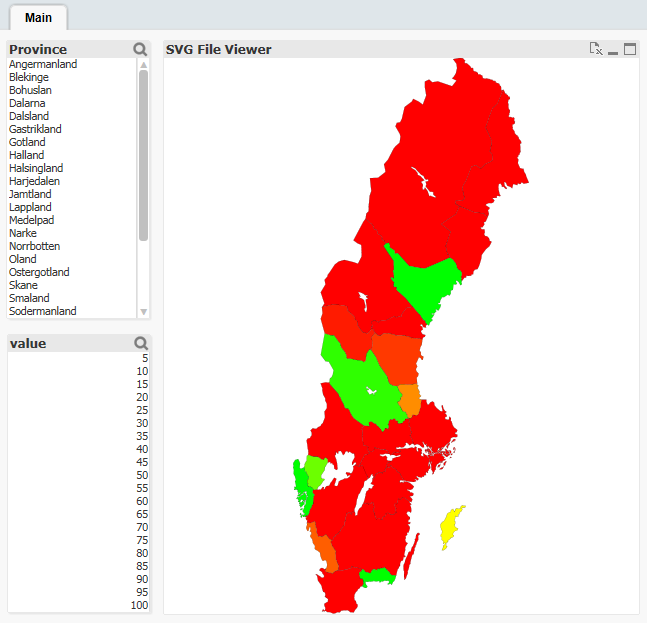 Main
Province
Angermanland
Blekinge
Bohuslan
Dalarna
Dalsland
Gastrikland
Gotland
Halland
Halsingland
Harjedalen
Jamtland
Lappland
Medelpad
Narke
Norrbotten
Oland
Ostergotland
Skane
Smaland
Sodermanland
value
5
10
15
20
25
30
35
40
45
50
55
60
65
70
75
80
85
90
95
100
SVG File Viewer